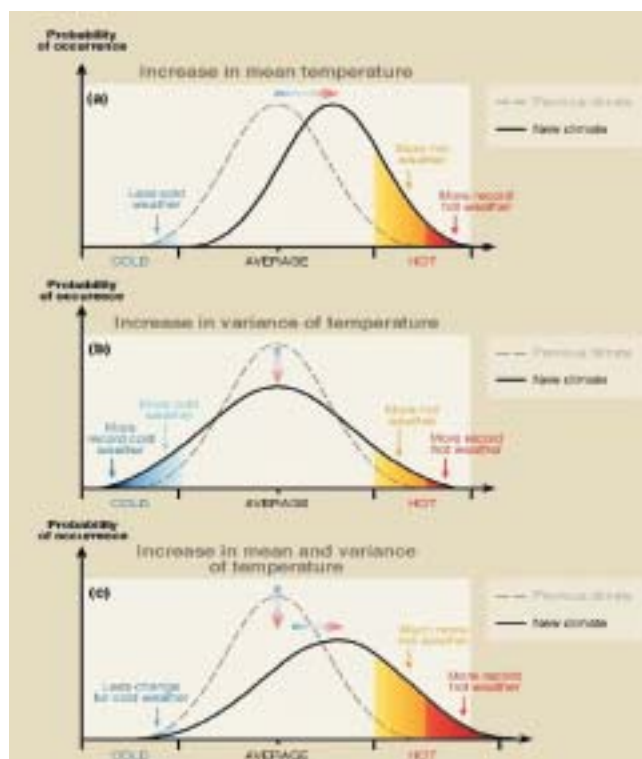 Probability
of occurrence
Increase in mean temperature
(a)
Previous climate
New climate
More hot
weather
Less cold
weather
More record
hot weather
COLD
AVERAGE
HOT
Probability
of occurrence
Increase in variance of temperature
(b)
Previous climate
New climate
More cold
weather
More
record cold
weather
More hot
weather
More record
hot weather
COLD
AVERAGE
HOT
Probability
of occurrence
Increase in mean and variance
of temperature
(c)
Previous climate
New climate
Much more
hot weather
Less change
for cold weather
More record
hot weather
COLD
AVERAGE
HOT